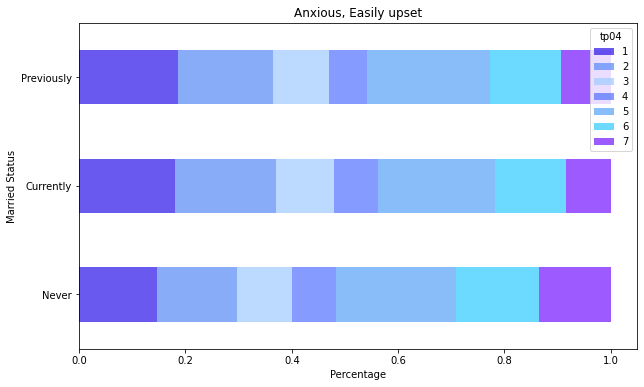 Anxious, Easily upset
tp04
1
2
3
4
5
6
7
Married Status
Previously
Currently
Never
0.0 0.2 0.4 0.6 0.8 1.0
Percentage